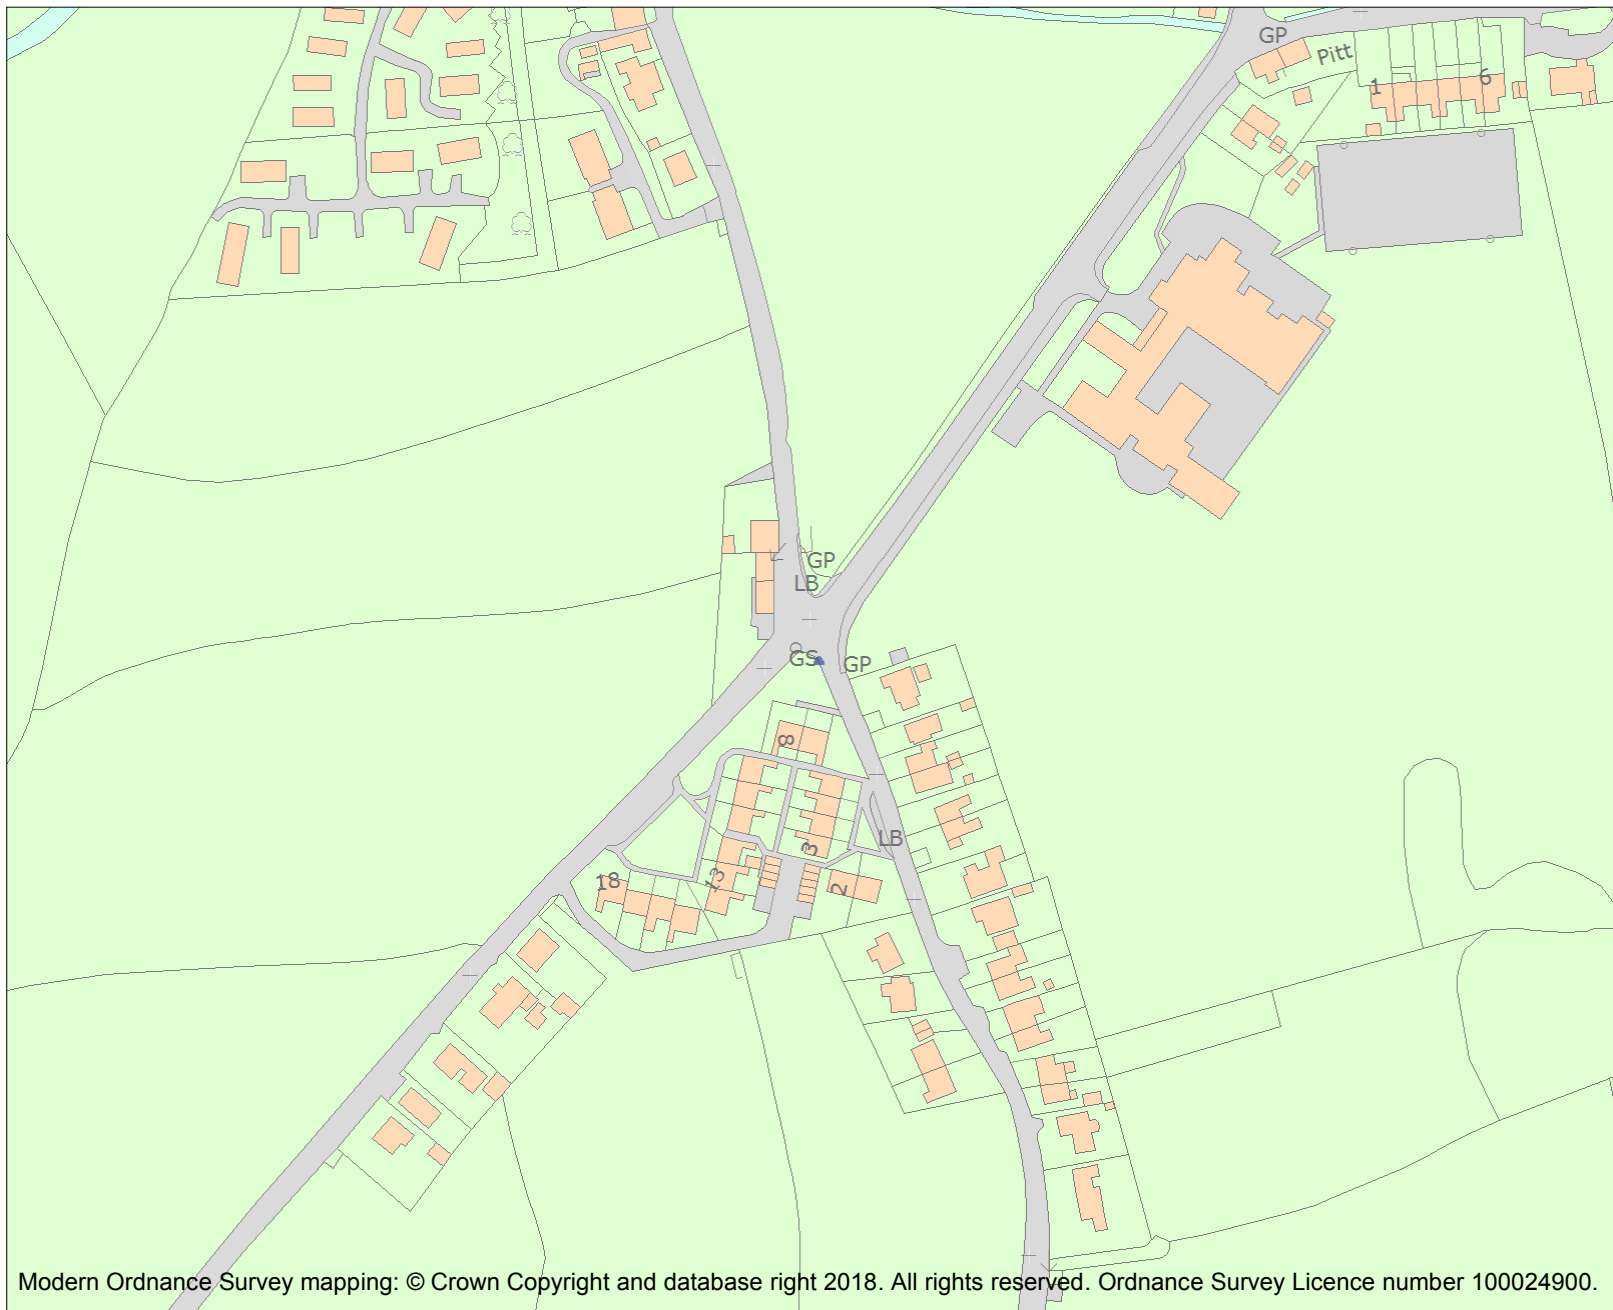 GP
Pitt
1
6
GP
LB
GS
GP
8
LB
3
13
2
18
Modern Ordnance Survey mapping: © Crown Copyright and database right 2018. All rights reserved. Ordnance Survey Licence number 100024900.